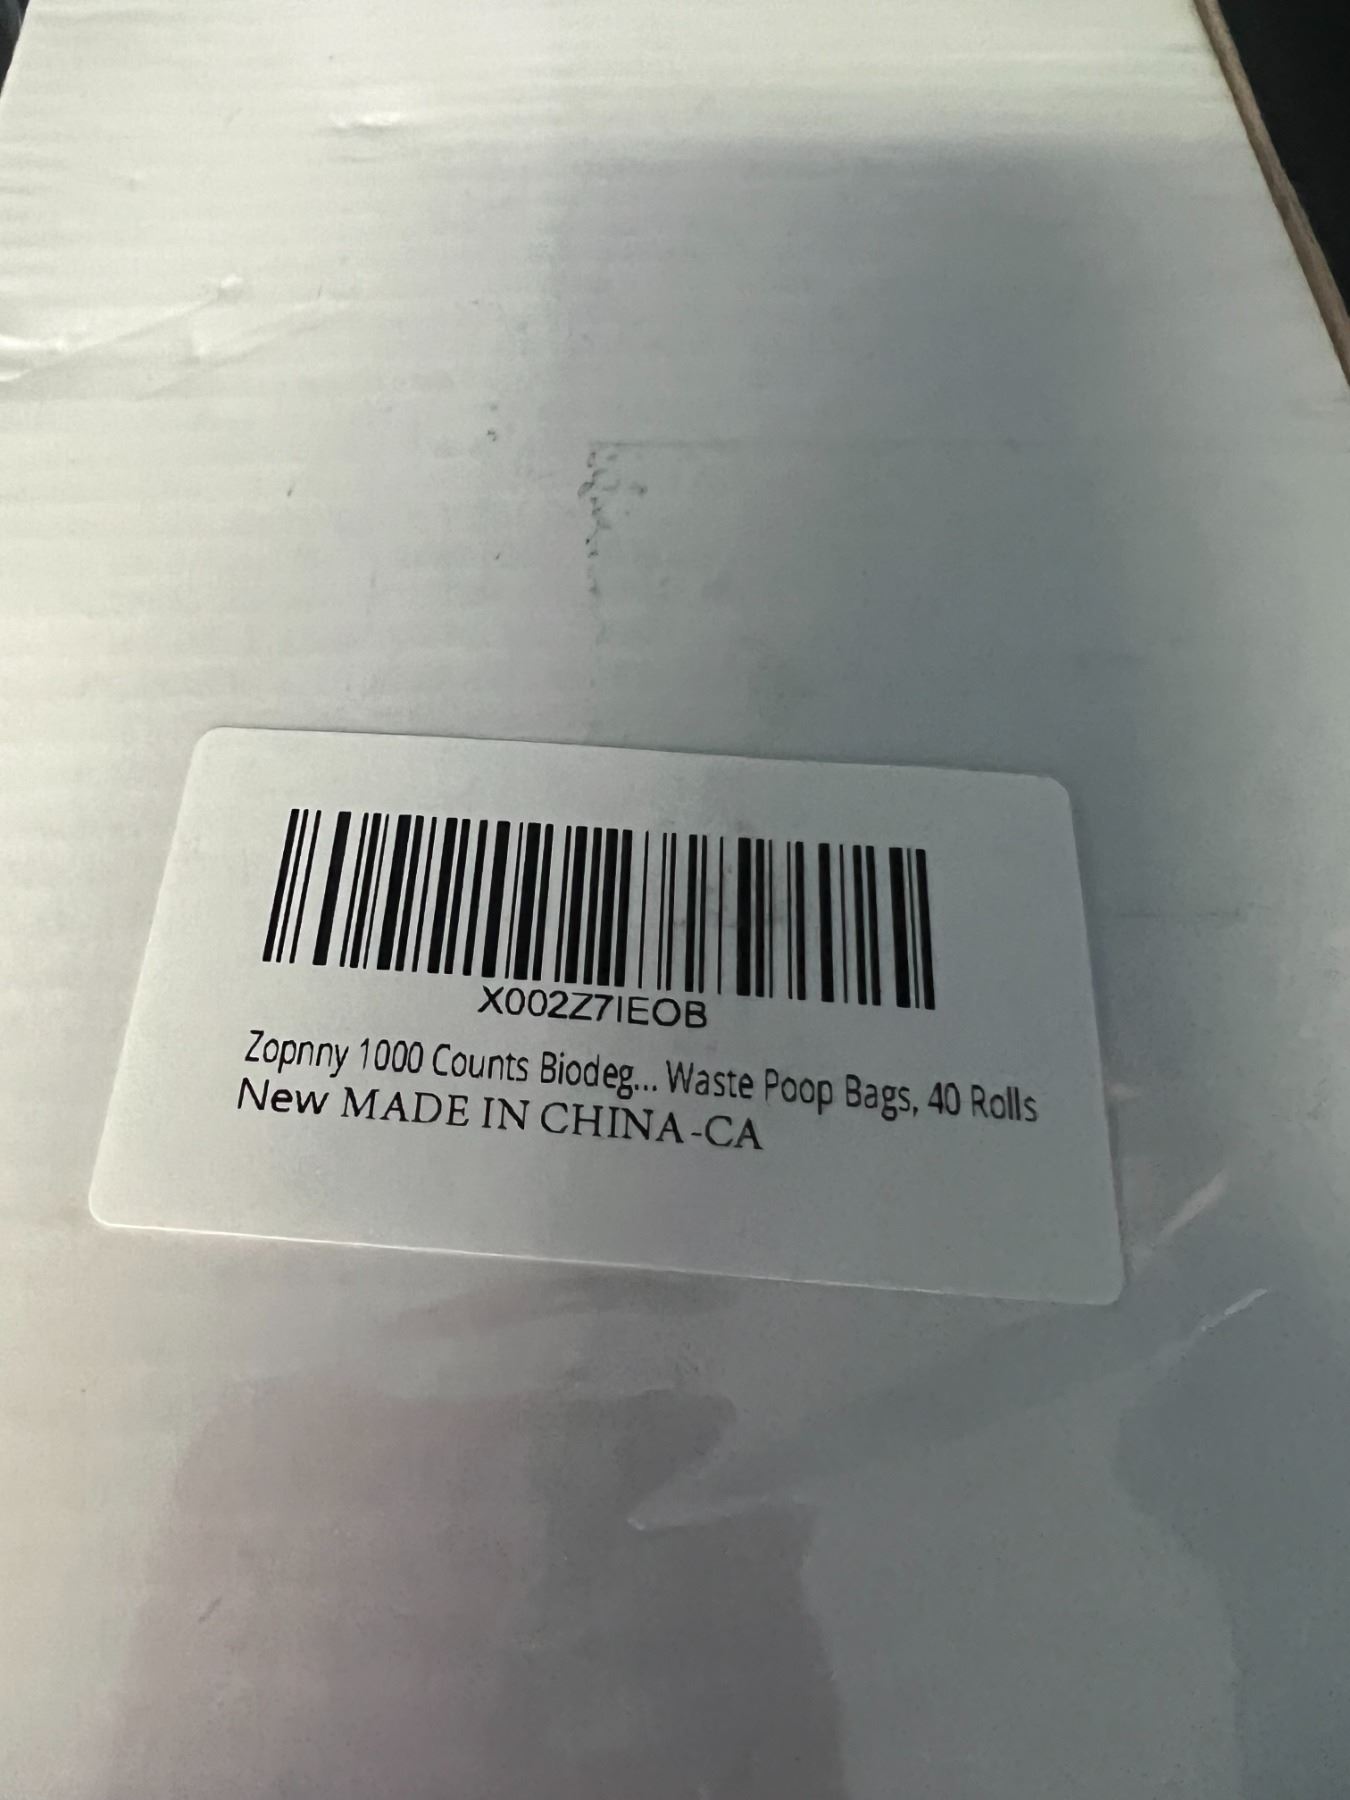 X002Z7IEOB
Zopnny 1000 Counts Biodeg... Waste Poop Bags, 40 Rolls
New MADE IN CHINA-CA